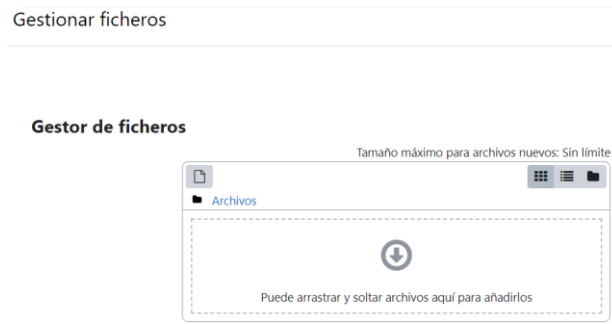 Gestionar ficheros
Gestor de ficheros
Tamaño máximo para archivos nuevos: Sin límite
Archivos
Puede arrastrar y soltar archivos aquí para añadirlos